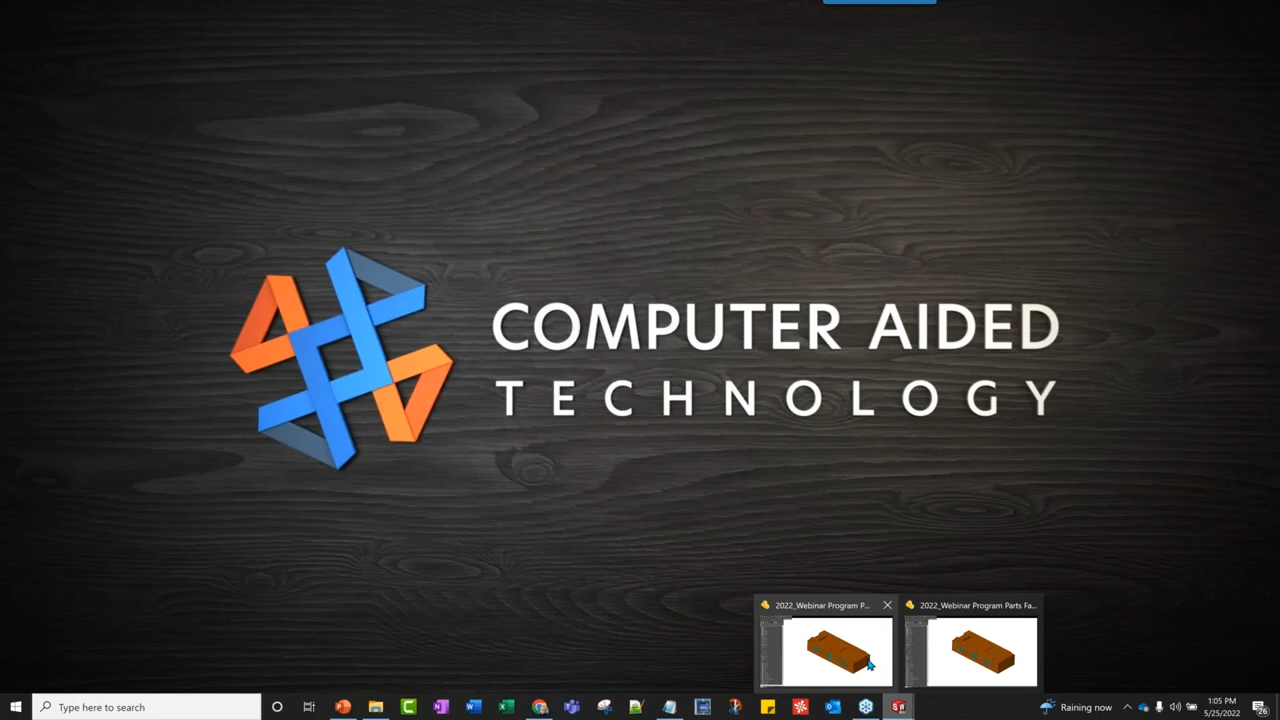 COMPUTER AIDED
TECHNOLOGY
2022_Webinar Program P...
2022_Webinar Program Parts Fa...
Type here to search
Raining now
1:05 PM
5/25/2022
26